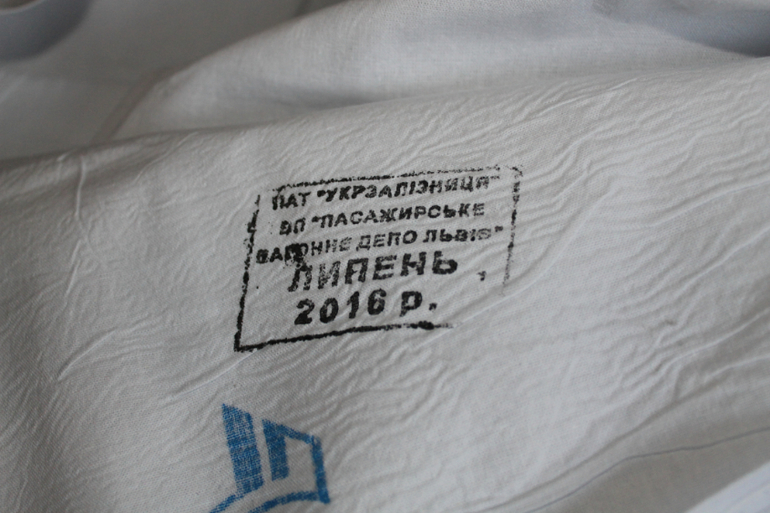 ПАТ "УКРЗАЛІЗНИЦЯ"
ВП "ПАСАЖИРСЬКЕ
ВАГОННЕ ДЕПО ЛЬВІВ"
ЛИПЕНЬ
2016 р.